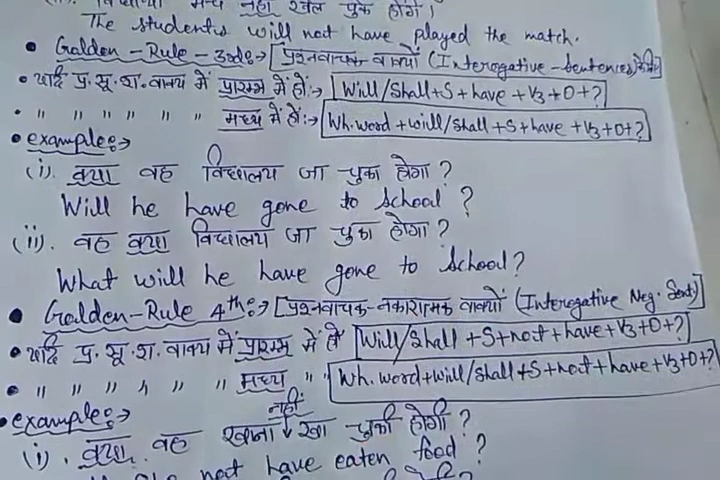 मैच नहीं खेल चुके होंगे।
The students will not have played the match.
• Golden-Rule-3rd:→ [प्रश्नवाचक वाक्यों (Interogative-Sentences)
• यदि प्र. सू. श. वाक्य में प्रारम्भ में हों:→ Will/Shall+S+have+V3+O+?
• " " " " " " मध्य में हों:→ Wh.word+will/shall+S+have+V3+O+?
• example:→
(i). क्या वह विद्यालय जा चुका होगा?
Will he have gone to school?
(ii). वह क्या विद्यालय जा चुका होगा?
What will he have gone to school?
• Golden-Rule 4th:→ [प्रश्नवाचक-नकारात्मक वाक्यों (Interogative Neg. Sent.)]
• यदि प्र. सू. श. वाक्य में प्रारम्भ में हों Will/Shall+S+not+have+V3+O+?
• " " " " " " मध्य " " Wh.word+will/shall+S+not+have+V3+O+?
• example:→
(i). क्या वह खाना नहीं खा चुकी होगी?
not have eaten food?